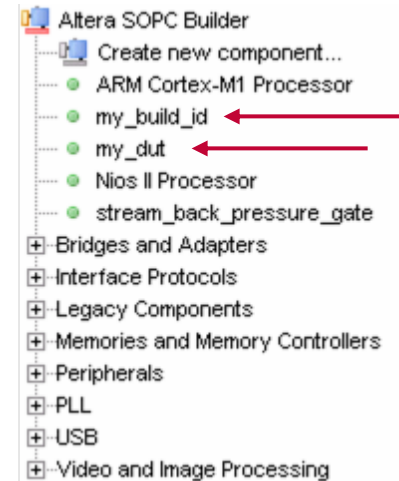 Altera SOPC Builder
Create new component...
ARM Cortex-M1 Processor
my_build_id
my_dut
Nios II Processor
stream_back_pressure_gate
Bridges and Adapters
Interface Protocols
Legacy Components
Memories and Memory Controllers
Peripherals
PLL
USB
Video and Image Processing